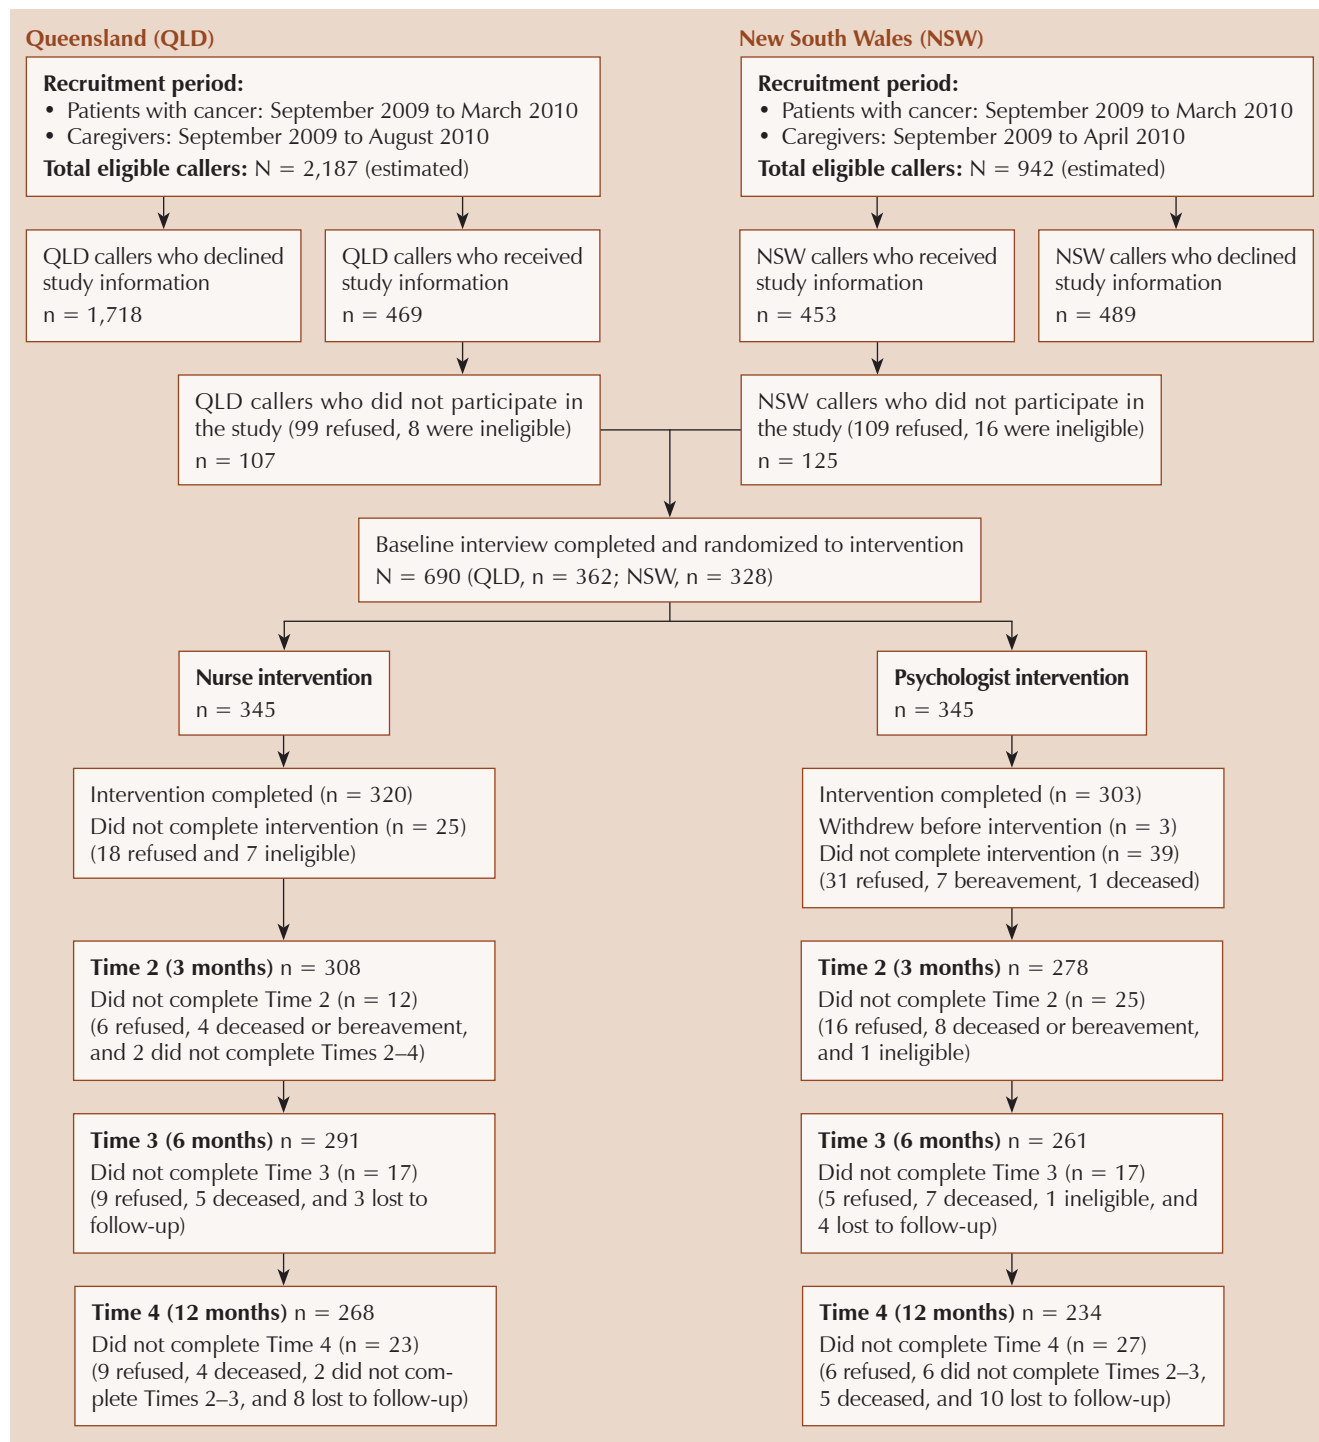 Queensland (QLD)
Recruitment period:
• Patients with cancer: September 2009 to March 2010
• Caregivers: September 2009 to August 2010
Total eligible callers: N = 2,187 (estimated)
New South Wales (NSW)
Recruitment period:
• Patients with cancer: September 2009 to March 2010
• Caregivers: September 2009 to April 2010
Total eligible callers: N = 942 (estimated)
QLD callers who declined
study information
n = 1,718
QLD callers who received
study information
n = 469
NSW callers who received
study information
n = 453
NSW callers who declined
study information
n = 489
QLD callers who did not participate in
the study (99 refused, 8 were ineligible)
n = 107
NSW callers who did not participate in
the study (109 refused, 16 were ineligible)
n = 125
Baseline interview completed and randomized to intervention
N = 690 (QLD, n = 362; NSW, n = 328)
Nurse intervention
n = 345
Psychologist intervention
n = 345
Intervention completed (n = 320)
Did not complete intervention (n = 25)
(18 refused and 7 ineligible)
Intervention completed (n = 303)
Withdrew before intervention (n = 3)
Did not complete intervention (n = 39)
(31 refused, 7 bereavement, 1 deceased)
Time 2 (3 months) n = 308
Did not complete Time 2 (n = 12)
(6 refused, 4 deceased or bereavement,
and 2 did not complete Times 2–4)
Time 2 (3 months) n = 278
Did not complete Time 2 (n = 25)
(16 refused, 8 deceased or bereavement,
and 1 ineligible)
Time 3 (6 months) n = 291
Did not complete Time 3 (n = 17)
(9 refused, 5 deceased, and 3 lost to
follow-up)
Time 3 (6 months) n = 261
Did not complete Time 3 (n = 17)
(5 refused, 7 deceased, 1 ineligible, and
4 lost to follow-up)
Time 4 (12 months) n = 268
Did not complete Time 4 (n = 23)
(9 refused, 4 deceased, 2 did not com-
plete Times 2–3, and 8 lost to follow-up)
Time 4 (12 months) n = 234
Did not complete Time 4 (n = 27)
(6 refused, 6 did not complete Times 2–3,
5 deceased, and 10 lost to follow-up)